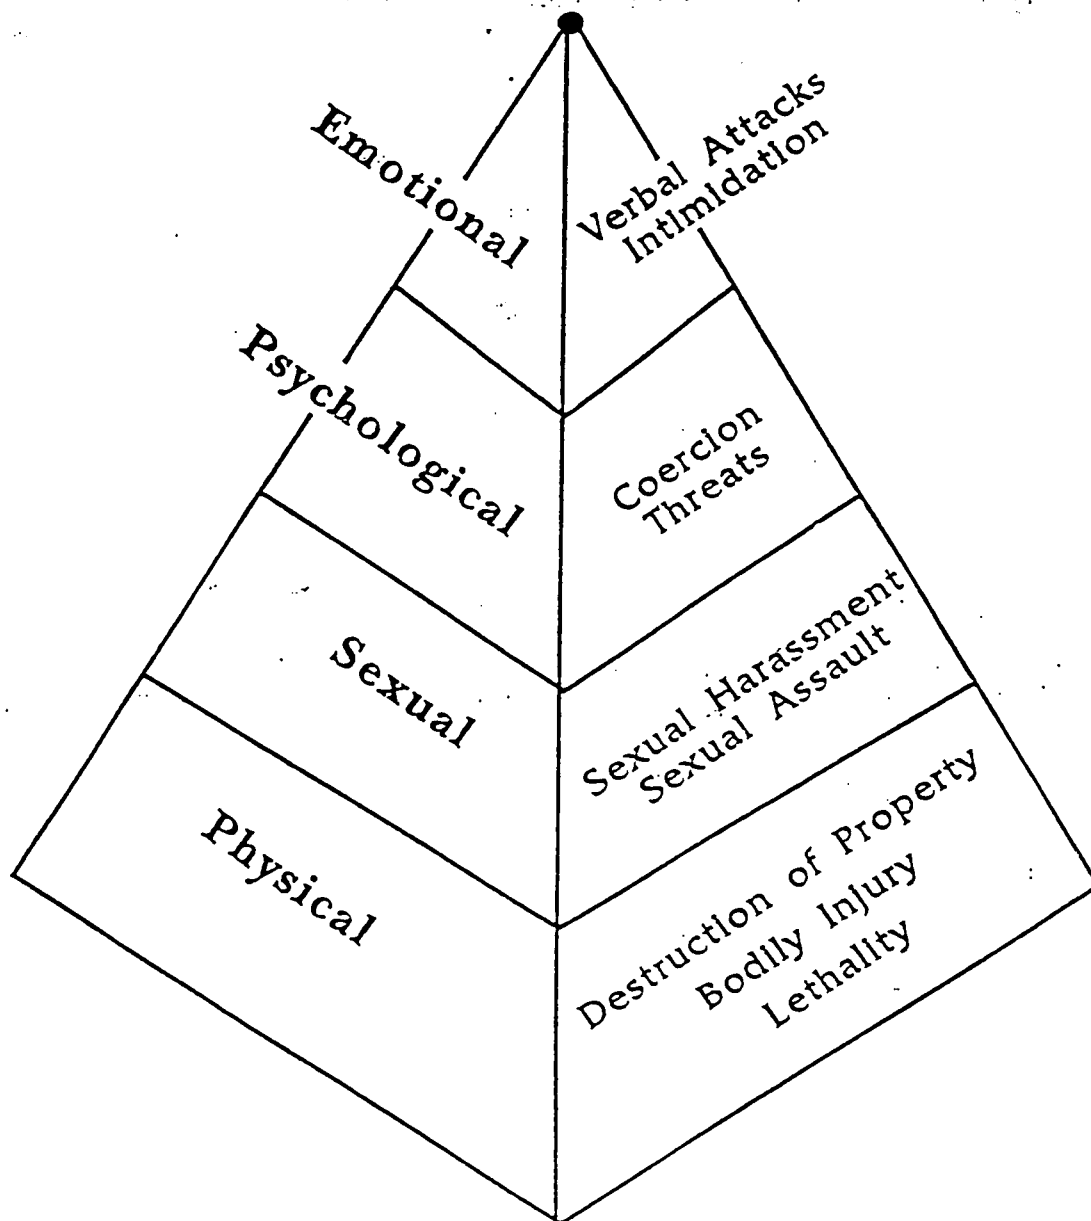 Emotional
Verbal Attacks
Intimidation
Psychological
Coercion
Threats
Sexual
Sexual Harassment
Sexual Assault
Physical
Destruction of Property
Bodily Injury
Lethality